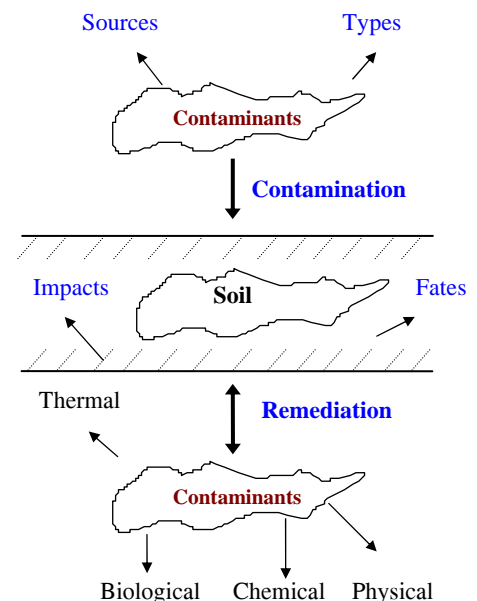 Sources Types
Contaminants
Contamination
Soil
Impacts Fates
Thermal
Remediation
Contaminants
Biological Chemical Physical